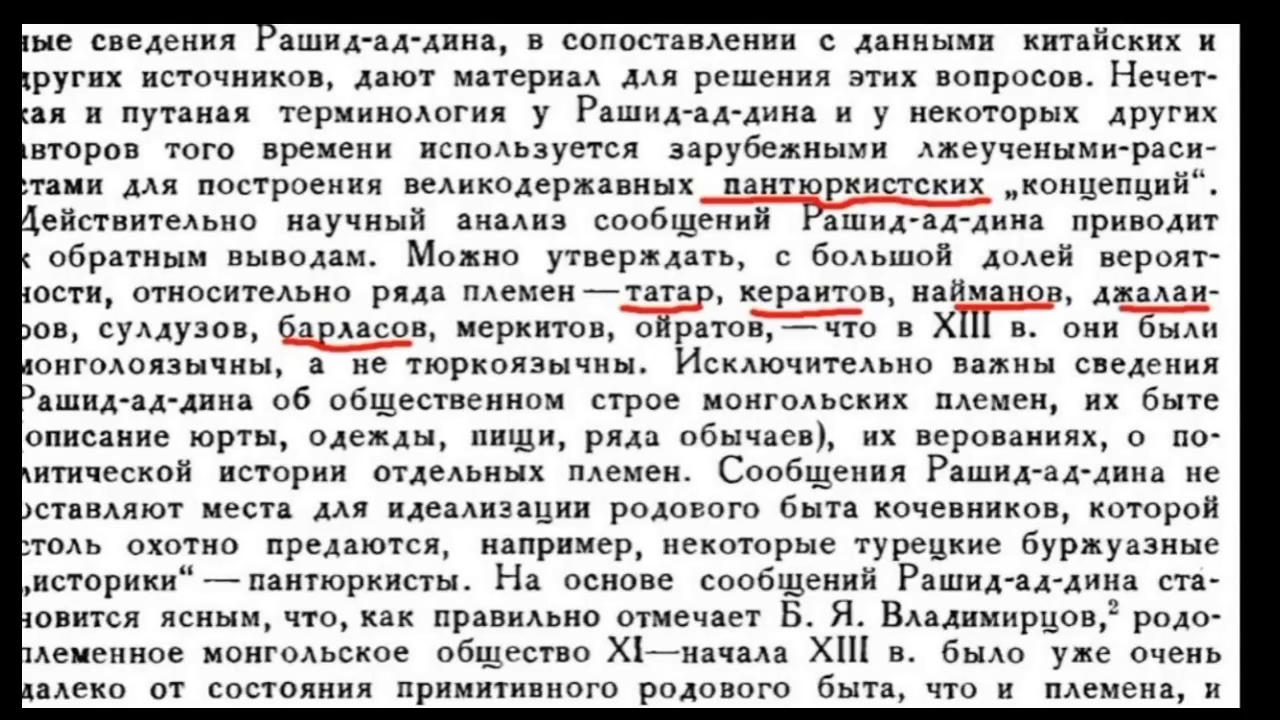 ные сведения Рашид-ад-дина, в сопоставлении с данными китайских и
других источников, дают материал для решения этих вопросов. Нечет-
кая и путаная терминология у Рашид-ад-дина и у некоторых других
авторов того времени используется зарубежными лжеучеными-раси-
стами для построения великодержавных пантюркистских „концепций“.
Действительно научный анализ сообщений Рашид-ад-дина приводит
к обратным выводам. Можно утверждать, с большой долей вероят-
ности, относительно ряда племен — татар, кераитов, найманов, джалаи-
ров, сулдузов, барласов, меркитов, ойратов, — что в XIII в. они были
монголоязычны, а не тюркоязычны. Исключительно важны сведения
Рашид-ад-дина об общественном строе монгольских племен, их быте
(описание юрты, одежды, пищи, ряда обычаев), их верованиях, о по-
литической истории отдельных племен. Сообщения Рашид-ад-дина не
оставляют места для идеализации родового быта кочевников, которой
столь охотно предаются, например, некоторые турецкие буржуазные
„историки“ — пантюркисты. На основе сообщений Рашид-ад-дина ста-
новится ясным, что, как правильно отмечает Б. Я. Владимирцов,² родо-
племенное монгольское общество XI—начала XIII в. было уже очень
далеко от состояния примитивного родового быта, что и племена, и